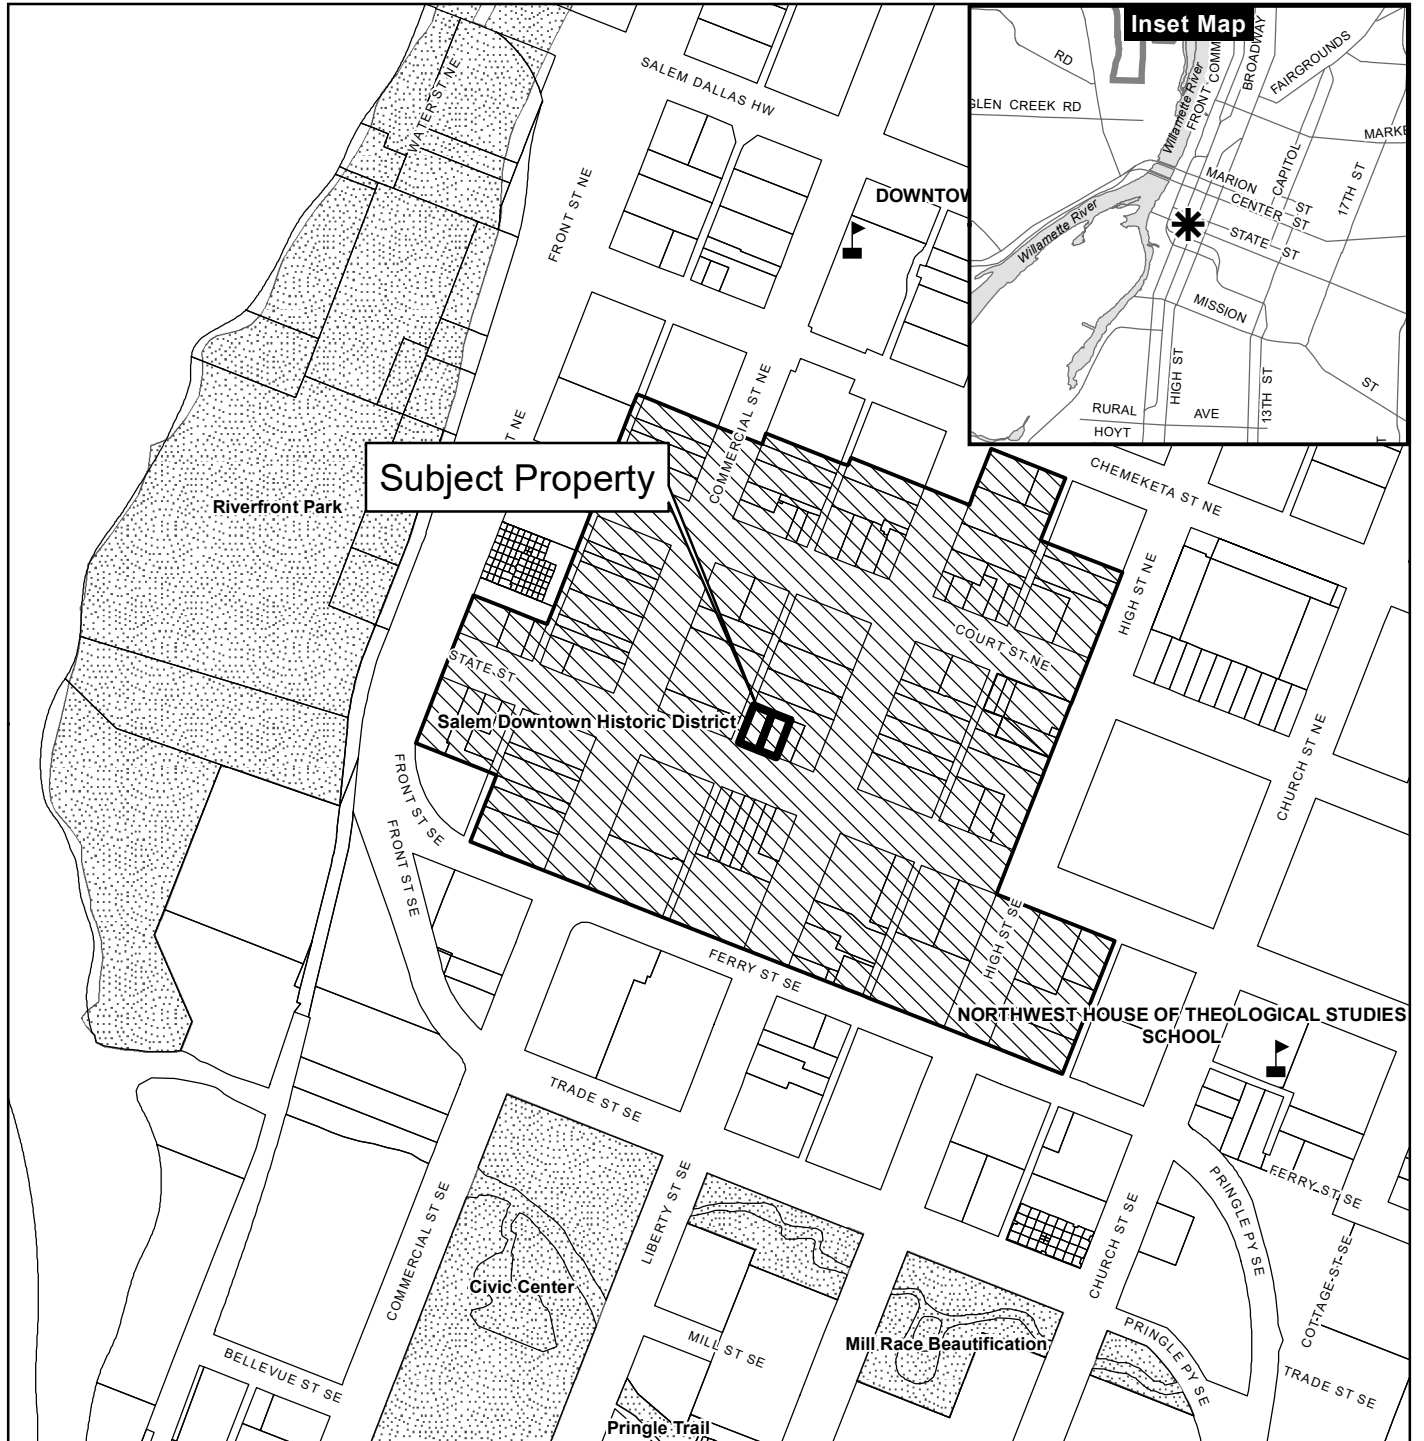 Inset Map
RD
GLEN CREEK RD
Willamette River
FRONT
COMM
BROADWAY
FAIRGROUNDS
MARKE
CAPITOL
17TH ST
MARION ST
CENTER ST
STATE ST
Willamette River
MISSION
ST
HIGH ST
13TH ST
RURAL AVE
HOYT
SALEM DALLAS HW
WATER ST NE
FRONT ST NE
DOWNTOW
COMMERCIAL ST NE
T NE
Subject Property
Riverfront Park
CHEMEKETA ST NE
HIGH ST NE
COURT ST NE
STATE ST
Salem Downtown Historic District
CHURCH ST NE
FRONT ST SE
FRONT ST SE
FERRY ST SE
HIGH ST SE
NORTHWEST HOUSE OF THEOLOGICAL STUDIES
SCHOOL
TRADE ST SE
LIBERTY ST SE
COMMERCIAL ST SE
CHURCH ST SE
PRINGLE PY SE
FERRY ST SE
COTTAGE ST SE
Civic Center
MILL ST SE
Mill Race Beautification
PRINGLE PY SE
TRADE ST SE
BELLEVUE ST SE
Pringle Trail